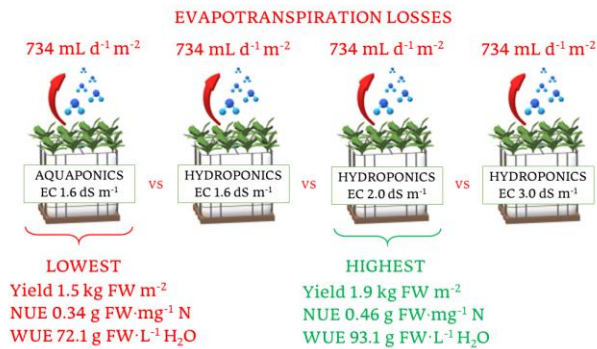 EVAPOTRANSPIRATION LOSSES
734 mL d⁻¹ m⁻² 734 mL d⁻¹ m⁻² 734 mL d⁻¹ m⁻² 734 mL d⁻¹ m⁻²
AQUAPONICS
EC 1.6 dS m⁻¹
vs
HYDROPONICS
EC 1.6 dS m⁻¹
vs
HYDROPONICS
EC 2.0 dS m⁻¹
vs
HYDROPONICS
EC 3.0 dS m⁻¹
LOWEST
Yield 1.5 kg FW m⁻²
NUE 0.34 g FW·mg⁻¹ N
WUE 72.1 g FW·L⁻¹ H₂O
HIGHEST
Yield 1.9 kg FW m⁻²
NUE 0.46 g FW·mg⁻¹ N
WUE 93.1 g FW·L⁻¹ H₂O